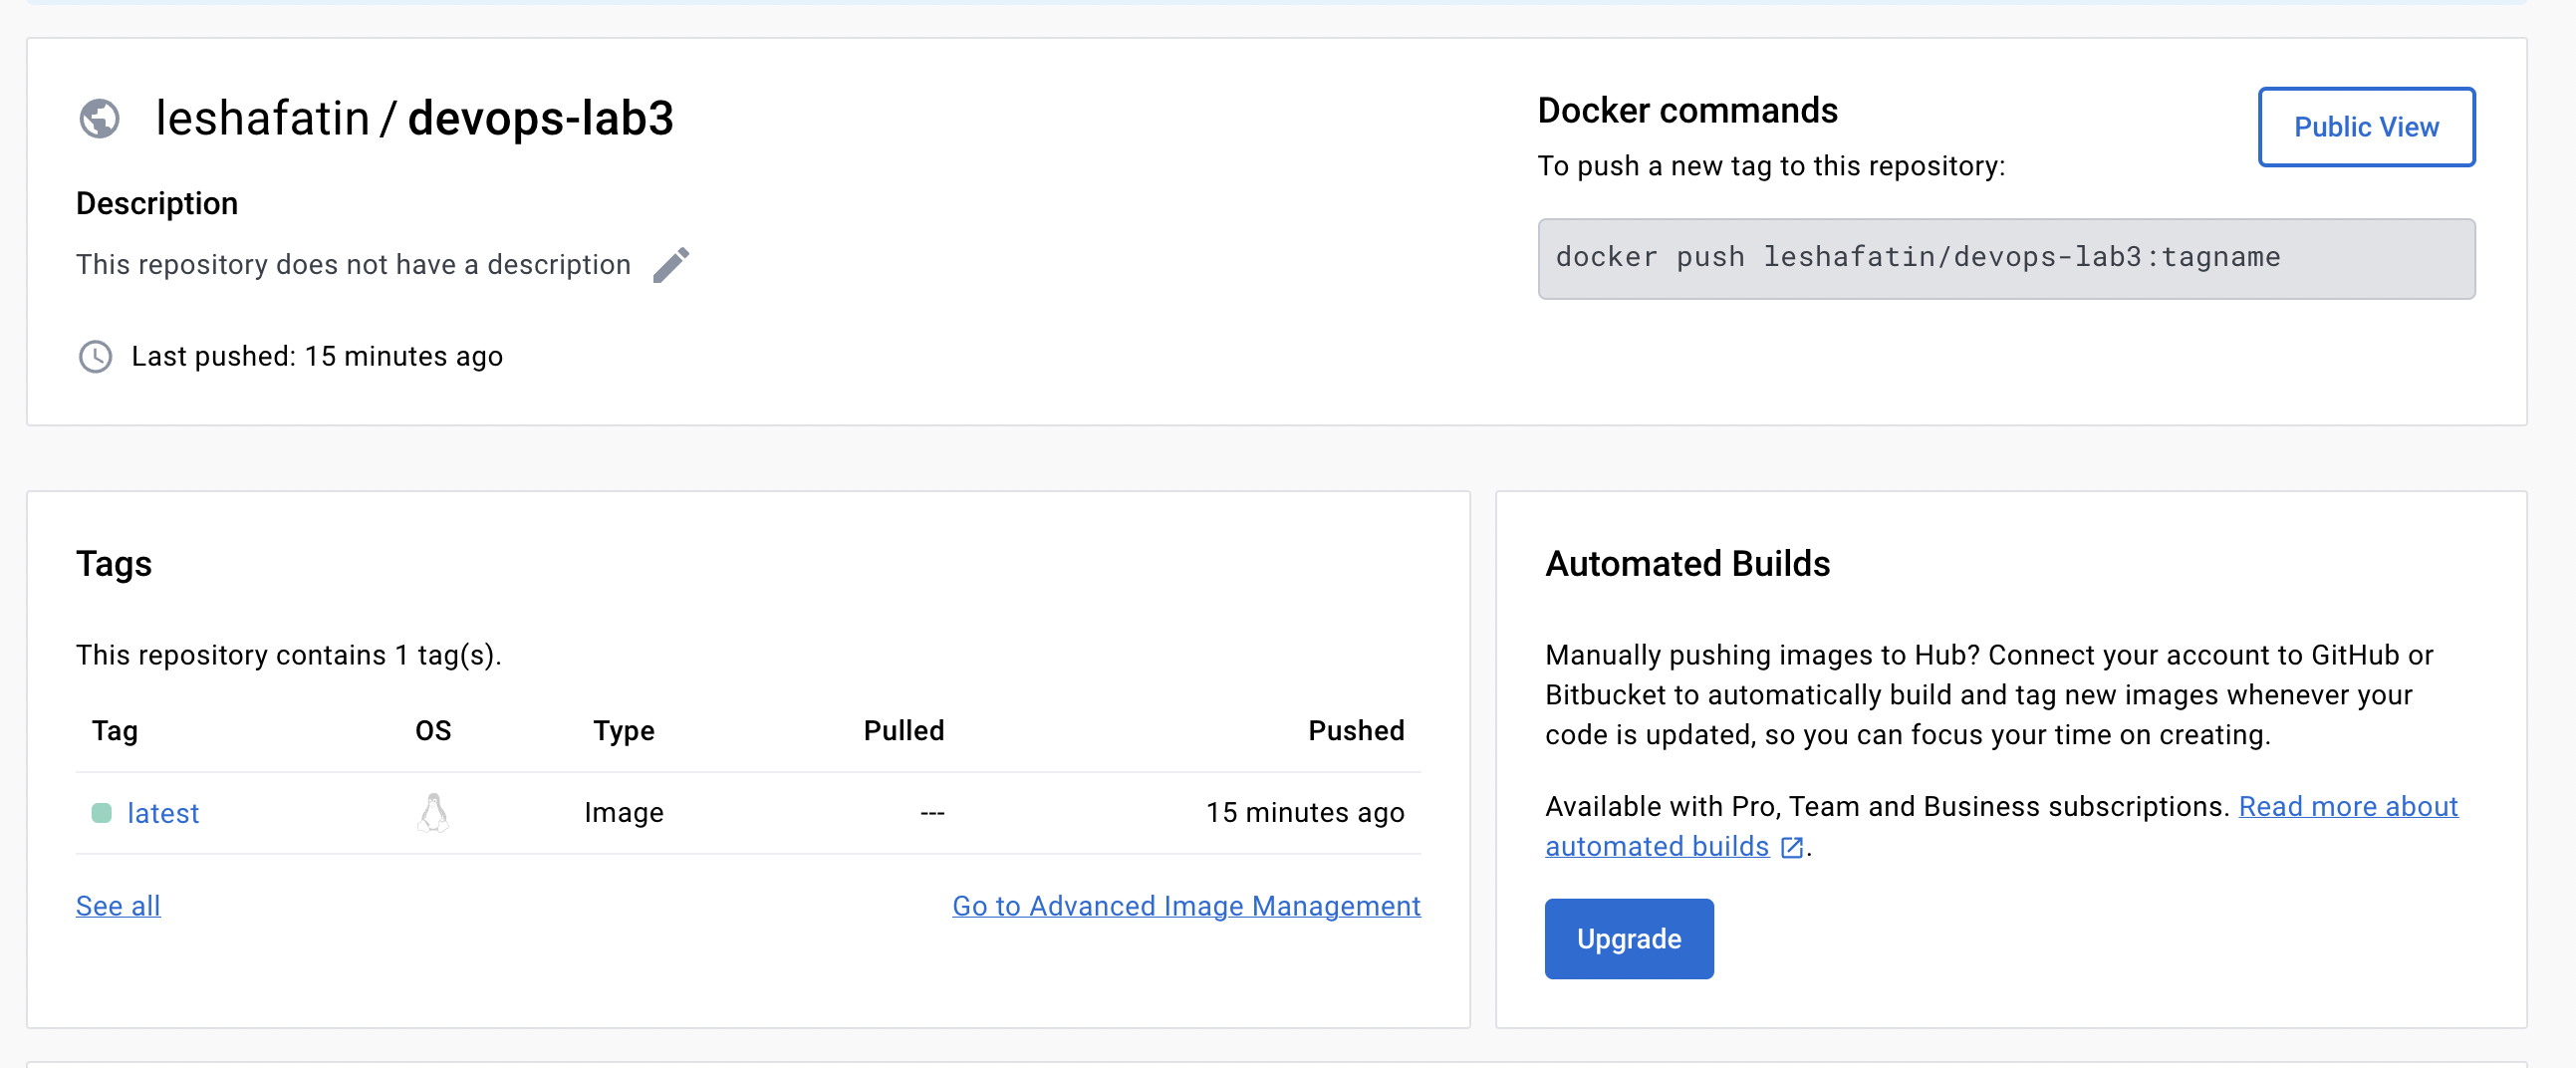 leshafatin / devops-lab3
Description
This repository does not have a description
Last pushed: 15 minutes ago
Docker commands
Public View
To push a new tag to this repository:
docker push leshafatin/devops-lab3:tagname
Tags
This repository contains 1 tag(s).
Tag OS Type Pulled Pushed
latest Image --- 15 minutes ago
See all Go to Advanced Image Management
Automated Builds
Manually pushing images to Hub? Connect your account to GitHub or
Bitbucket to automatically build and tag new images whenever your
code is updated, so you can focus your time on creating.
Available with Pro, Team and Business subscriptions. Read more about
automated builds .
Upgrade